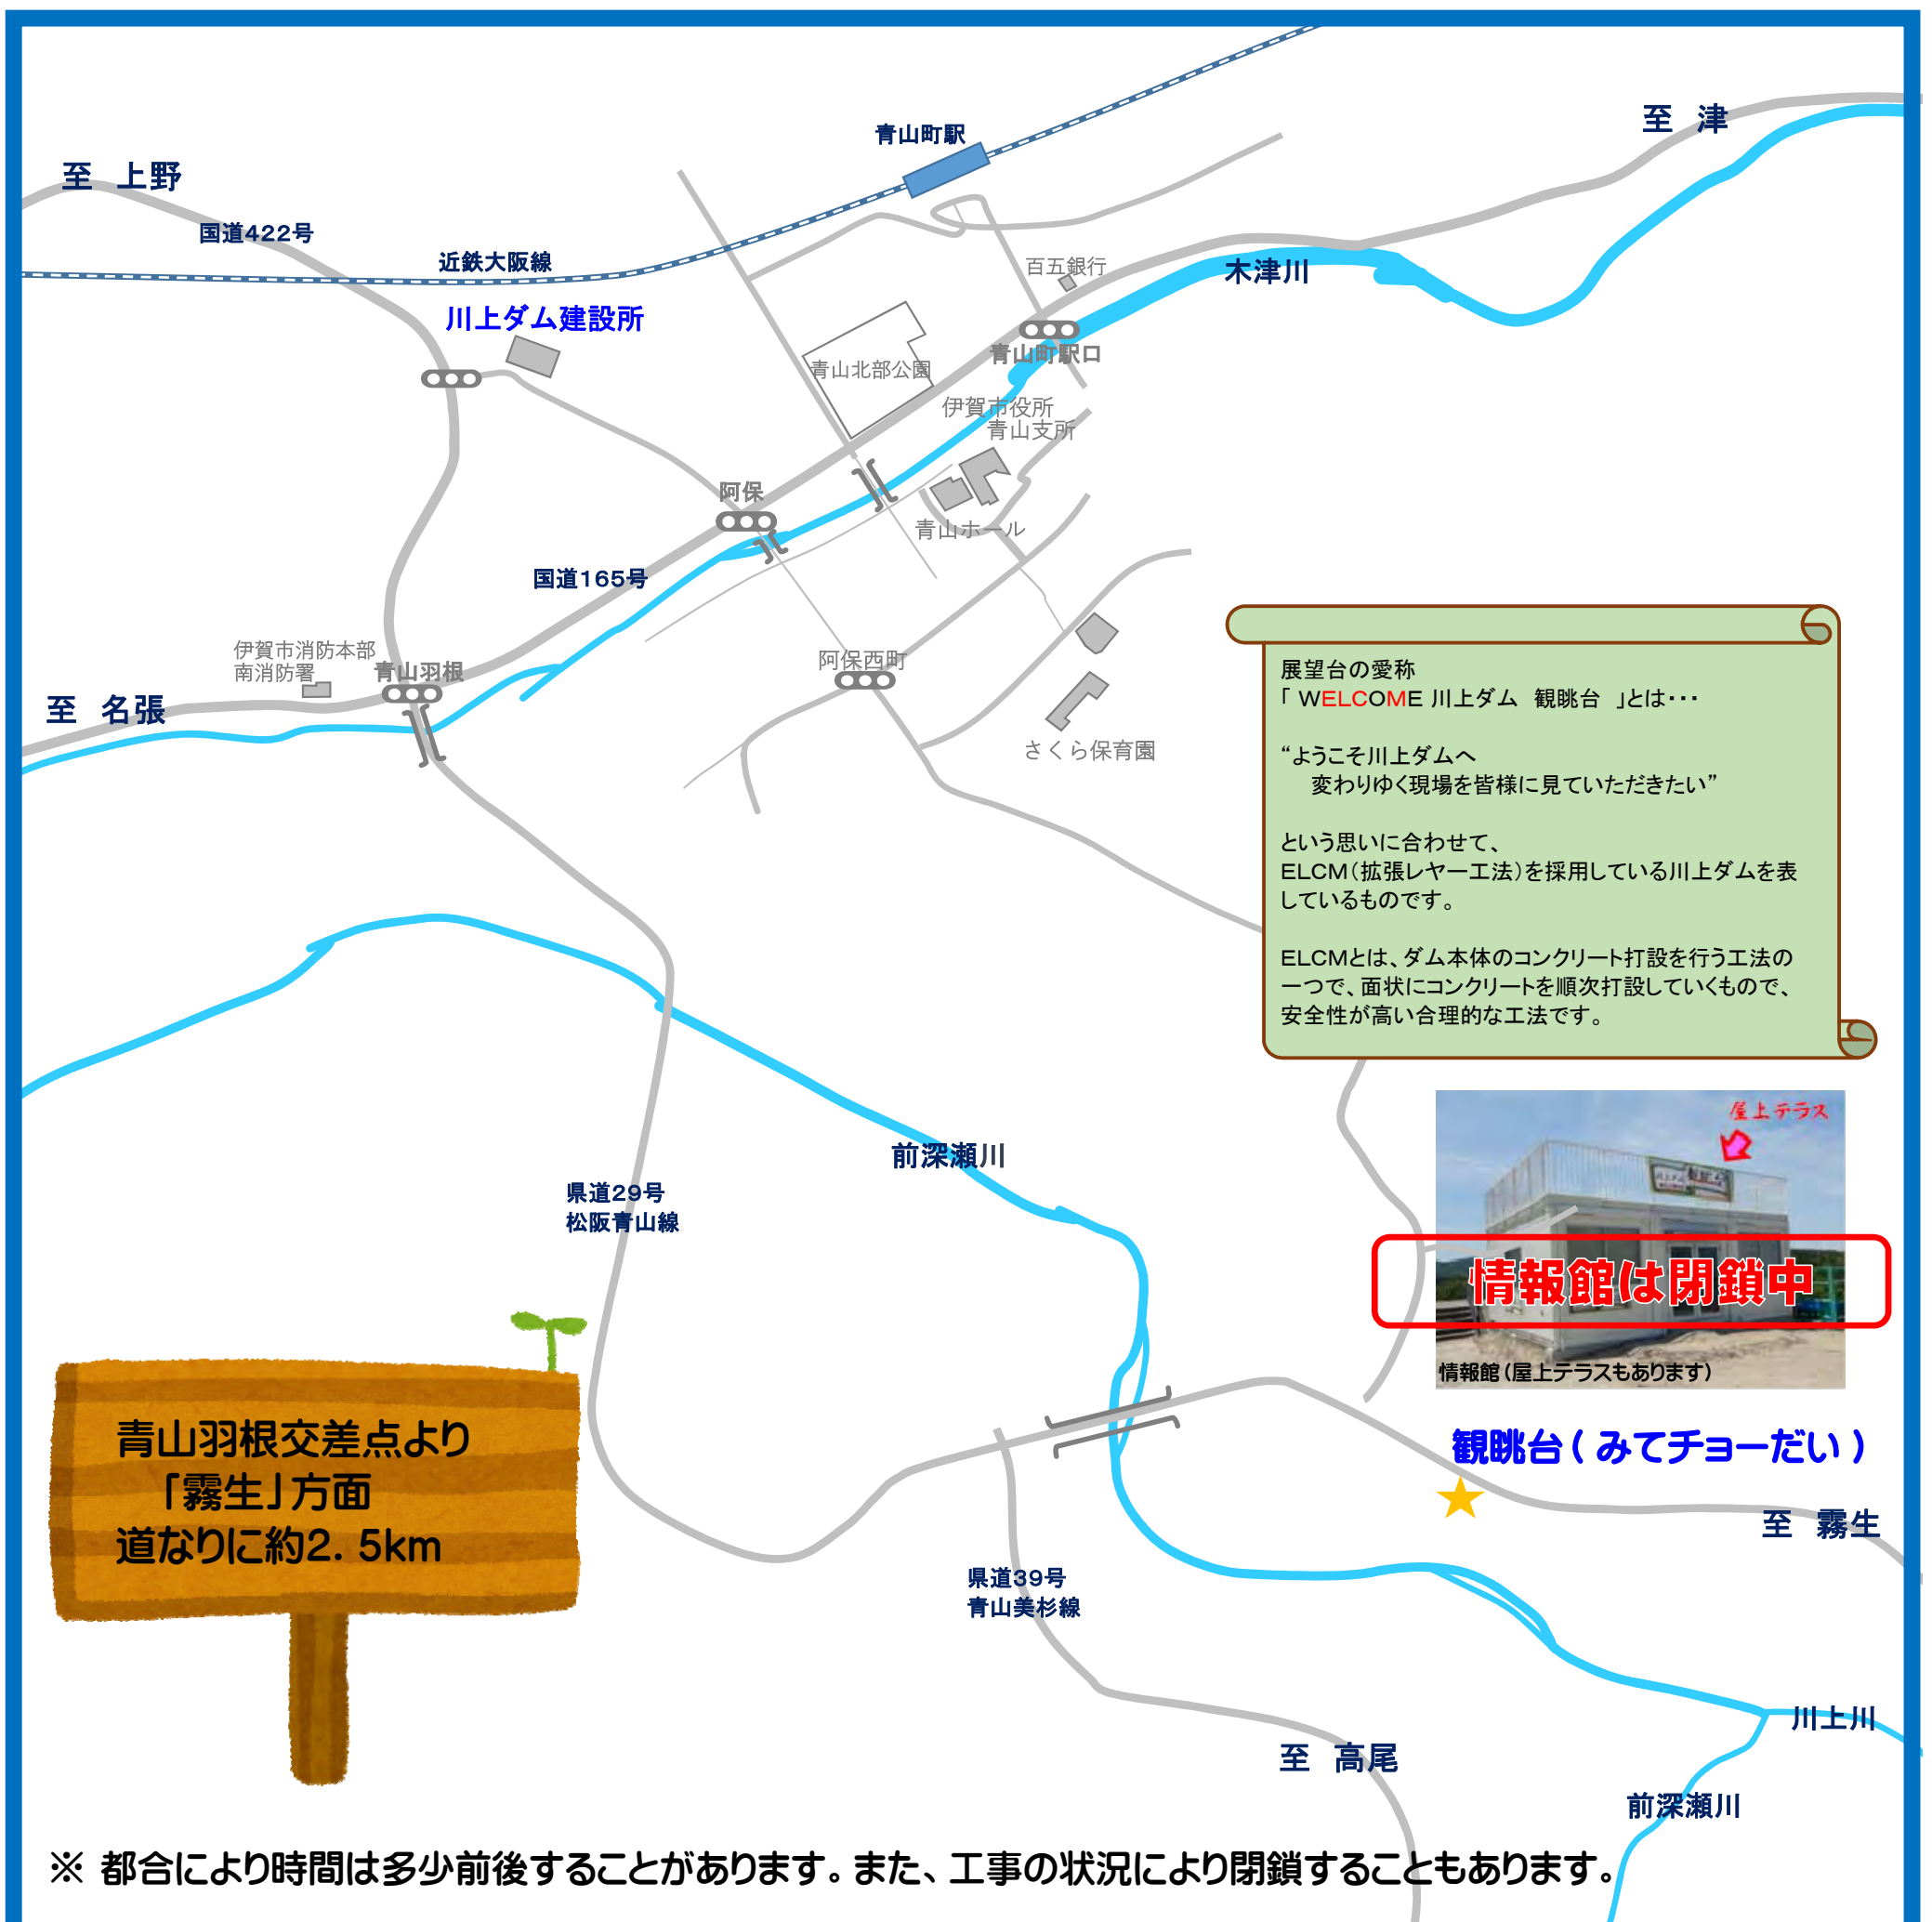 青山町駅
至 津
至 上野
国道422号
近鉄大阪線
百五銀行
木津川
川上ダム建設所
青山町駅口
青山北部公園
伊賀市役所
青山支所
阿保
青山ホール
国道165号
伊賀市消防本部
南消防署
青山羽根
阿保西町
至 名張
さくら保育園
展望台の愛称
「 WELCOME 川上ダム 観眺台 」とは・・・
“ようこそ川上ダムへ
変わりゆく現場を皆様に見ていただきたい”
という思いに合わせて、
ELCM（拡張レヤー工法）を採用している川上ダムを表
しているものです。
ELCMとは、ダム本体のコンクリート打設を行う工法の
一つで、面状にコンクリートを順次打設していくもので、
安全性が高い合理的な工法です。
屋上テラス
前深瀬川
県道29号
松阪青山線
情報館は閉鎖中
情報館（屋上テラスもあります）
観眺台（ みてチョーだい ）
青山羽根交差点より
「霧生」方面
道なりに約2．5km
至 霧生
県道39号
青山美杉線
川上川
至 高尾
前深瀬川
※ 都合により時間は多少前後することがあります。また、工事の状況により閉鎖することもあります。